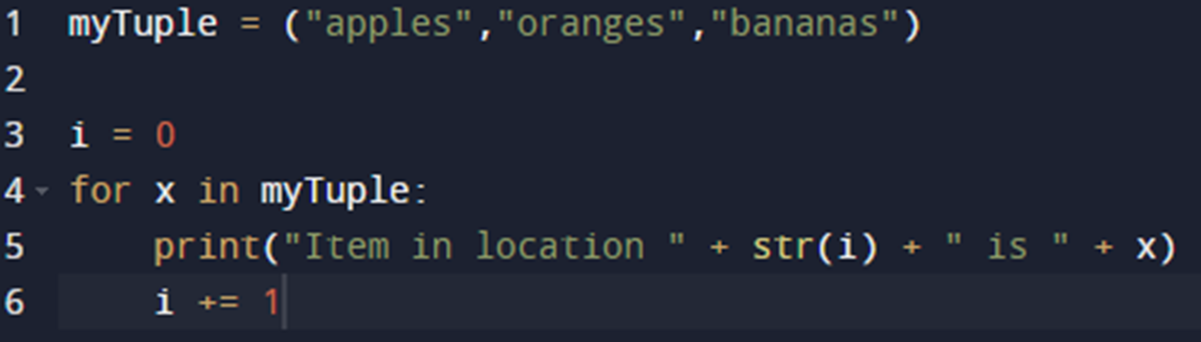 1 myTuple = ("apples","oranges","bananas")
2
3 i = 0
4 for x in myTuple:
5     print("Item in location " + str(i) + " is " + x)
6     i += 1